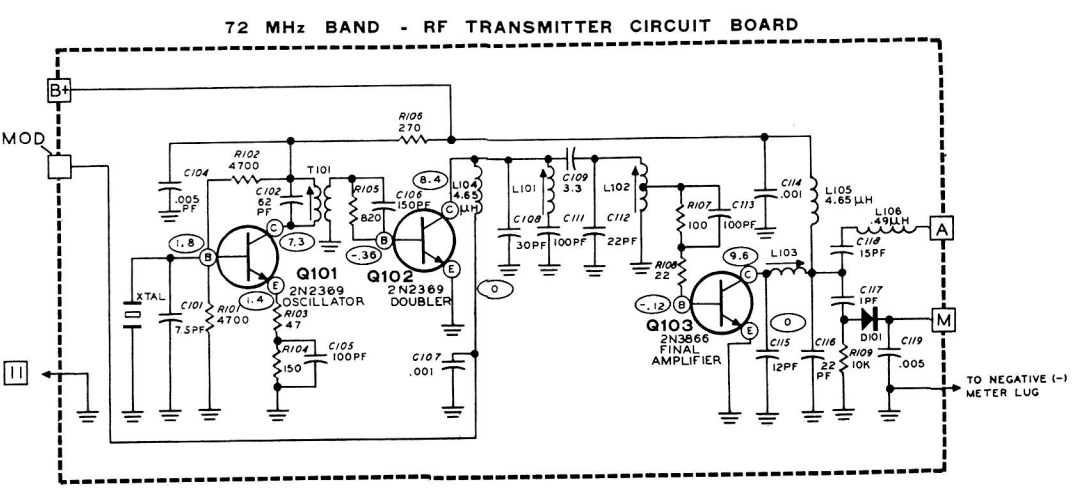 72 MHz BAND - RF TRANSMITTER CIRCUIT BOARD
B+
MOD
R106
270
C104
.005
PF
R102
4700
C102
62
PF
T101
R105
820
C106
150PF
8.4
L104
4.65
μH
L101
C108
30PF
C109
3.3
C111
100PF
C112
22PF
L102
R107
100
C113
100PF
C114
.001
L105
4.65μH
L106
.49μH
A
C118
15PF
1.8
B
C
7.3
Q101
2N2369
OSCILLATOR
1.4
E
-.36
B
C
E
Q102
2N2369
DOUBLER
0
R108
22
-.12
B
9.6
C
E
L103
0
Q103
2N3866
FINAL
AMPLIFIER
C117
1PF
D101
M
XTAL
C101
7.5PF
R101
4700
R103
47
R104
150
C105
100PF
C107
.001
C115
12PF
C116
22
PF
R109
10K
C119
.005
11
TO NEGATIVE (-)
METER LUG